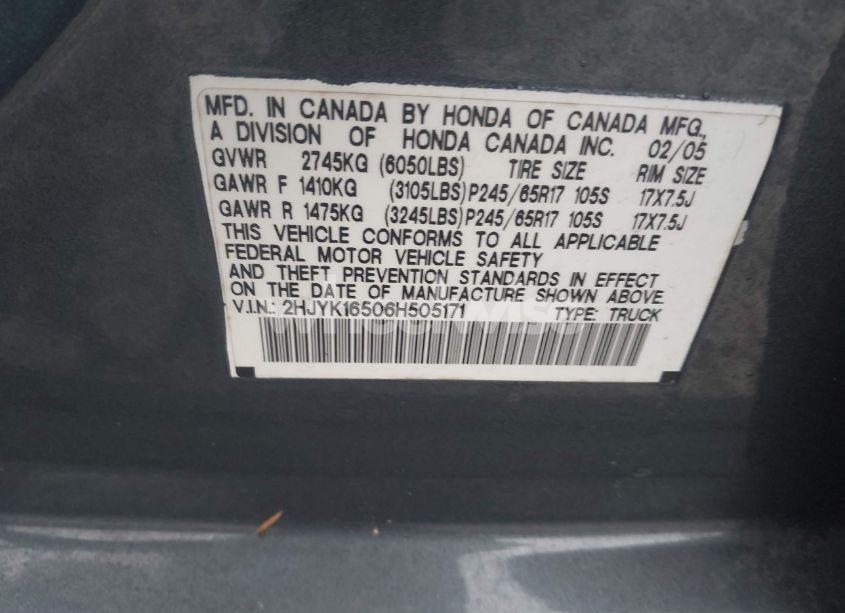 MFD. IN CANADA BY HONDA OF CANADA MFG.,
A DIVISION OF HONDA CANADA INC. 02/05
GVWR 2745KG (6050LBS) TIRE SIZE RIM SIZE
GAWR F 1410KG (3105LBS) P245/65R17 105S 17X7.5J
GAWR R 1475KG (3245LBS) P245/65R17 105S 17X7.5J
THIS VEHICLE CONFORMS TO ALL APPLICABLE
FEDERAL MOTOR VEHICLE SAFETY
AND THEFT PREVENTION STANDARDS IN EFFECT
ON THE DATE OF MANUFACTURE SHOWN ABOVE
V.I.N.: 2HJYK16506H505171 TYPE: TRUCK